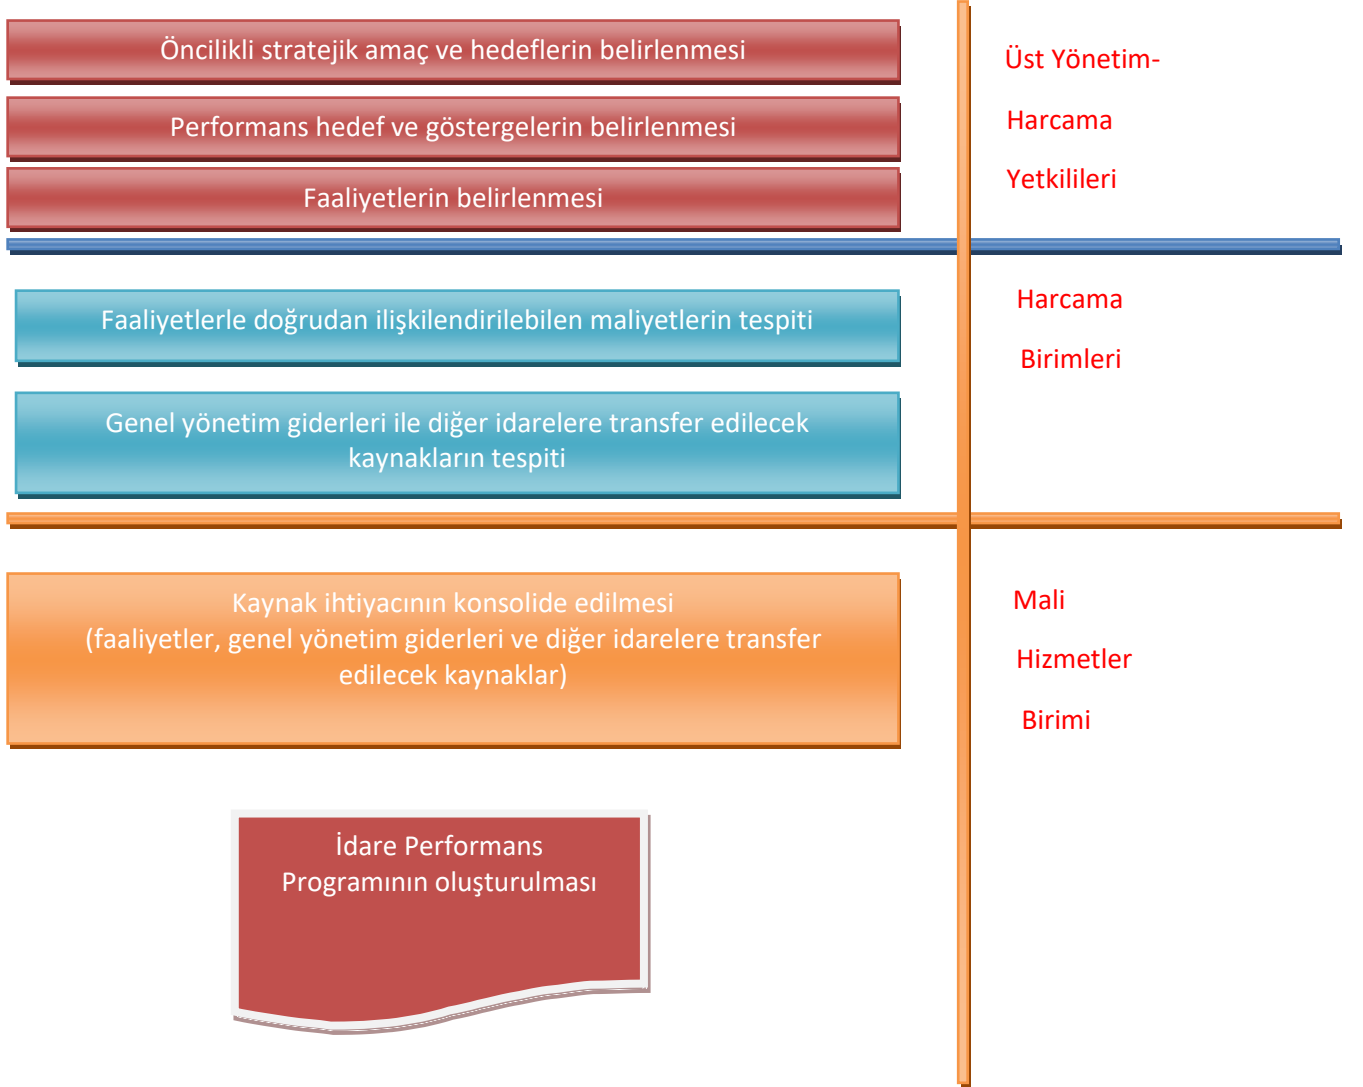 Öncilikli stratejik amaç ve hedeflerin belirlenmesi
Performans hedef ve göstergelerin belirlenmesi
Faaliyetlerin belirlenmesi
Üst Yönetim-
Harcama
Yetkilileri
Faaliyetlerle doğrudan ilişkilendirilebilen maliyetlerin tespiti
Genel yönetim giderleri ile diğer idarelere transfer edilecek
kaynakların tespiti
Harcama
Birimleri
Kaynak ihtiyacının konsolide edilmesi
(faaliyetler, genel yönetim giderleri ve diğer idarelere transfer
edilecek kaynaklar)
Mali
Hizmetler
Birimi
İdare Performans
Programının oluşturulması